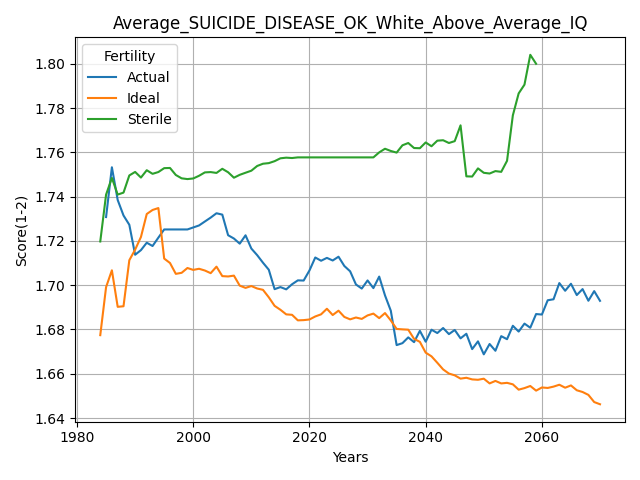 Average_SUICIDE_DISEASE_OK_White_Above_Average_IQ
Fertility
Actual
Ideal
Sterile
Score(1-2)
1.80
1.78
1.76
1.74
1.72
1.70
1.68
1.66
1.64
1980
2000
2020
2040
2060
Years